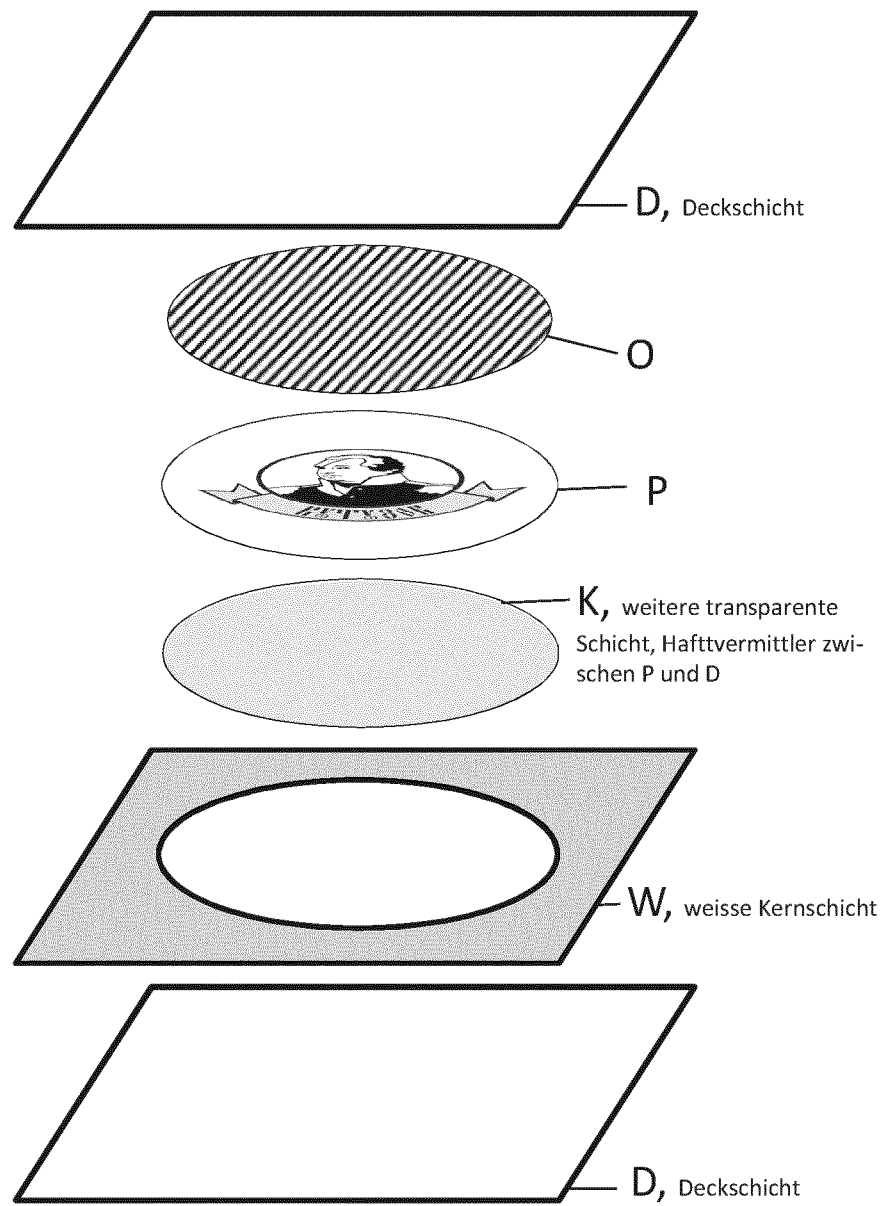 D, Deckschicht
O
P
K, weitere transparente
Schicht, Hafttvermittler zwi-
schen P und D
W, weisse Kernschicht
D, Deckschicht